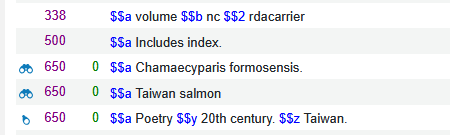 338 $$a volume $$b nc $$2 rdacarrier
500 $$a Includes index.
650 0 $$a Chamaecyparis formosensis.
650 0 $$a Taiwan salmon
650 0 $$a Poetry $$y 20th century. $$z Taiwan.